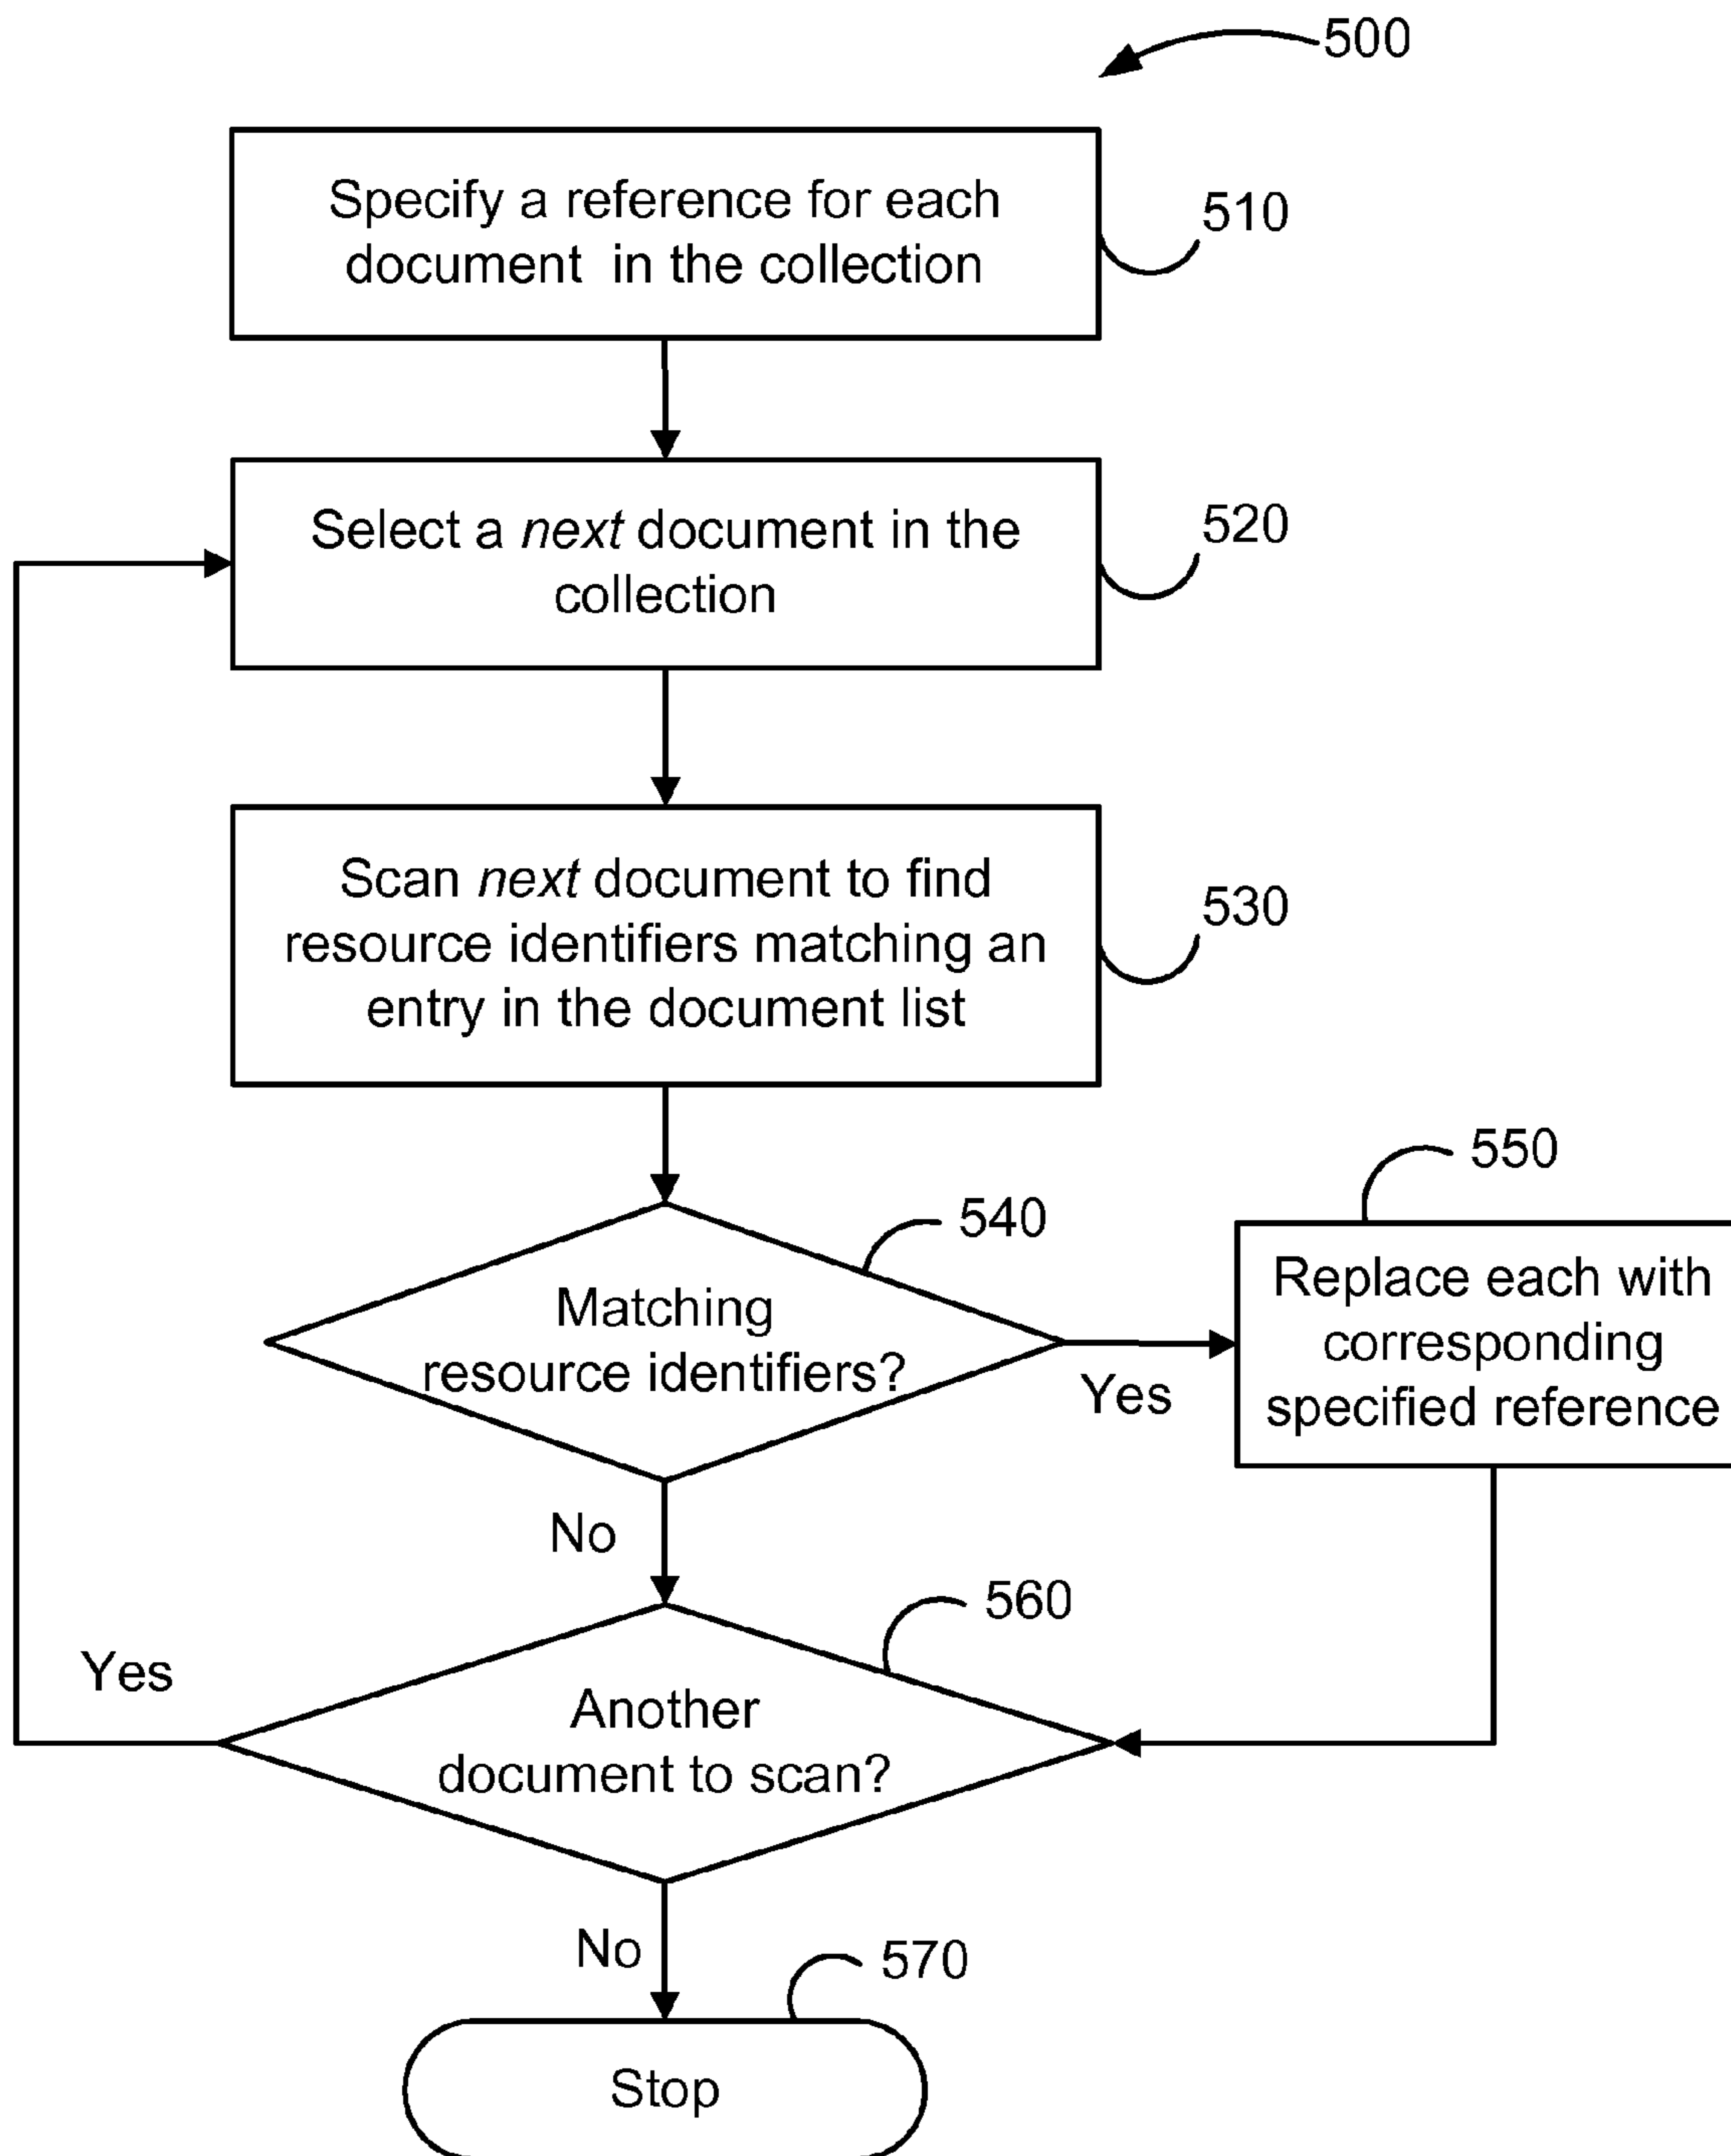 500
Specify a reference for each
document in the collection
510
Select a next document in the
collection
520
Scan next document to find
resource identifiers matching an
entry in the document list
530
540
Matching
resource identifiers?
Yes
550
Replace each with
corresponding
specified reference
No
560
Another
document to scan?
Yes
No
570
Stop